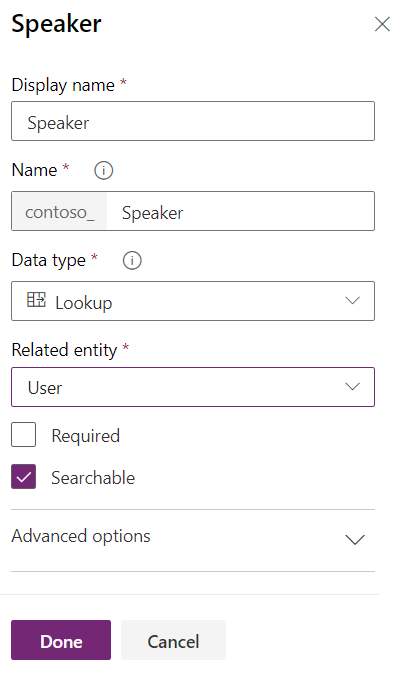 Speaker
Display name *
Speaker
Name *
contoso_ Speaker
Data type *
Lookup
Related entity *
User
Required
Searchable
Advanced options
Done Cancel